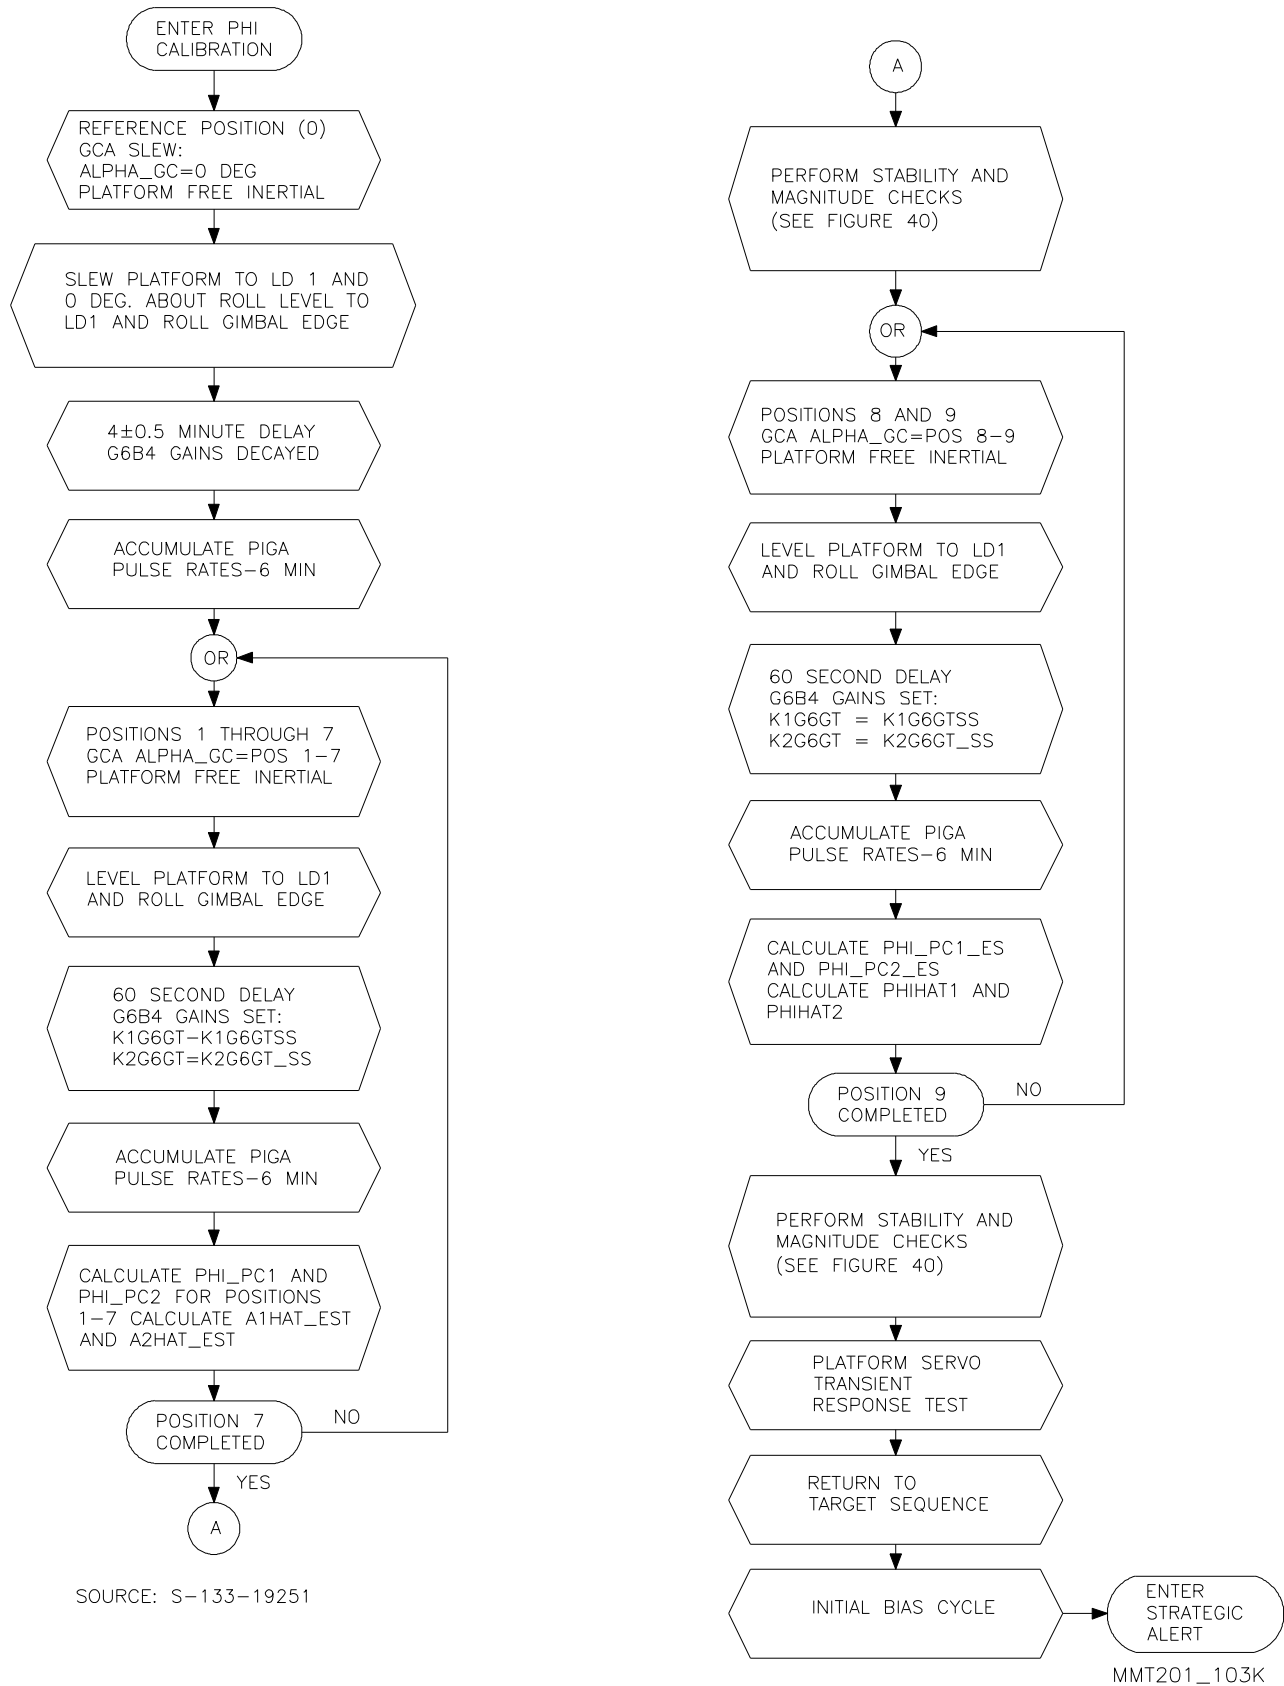 ENTER PHI
CALIBRATION
REFERENCE POSITION (0)
GCA SLEW:
ALPHA_GC=0 DEG
PLATFORM FREE INERTIAL
SLEW PLATFORM TO LD 1 AND
0 DEG. ABOUT ROLL LEVEL TO
LD1 AND ROLL GIMBAL EDGE
4±0.5 MINUTE DELAY
G6B4 GAINS DECAYED
ACCUMULATE PIGA
PULSE RATES-6 MIN
OR
POSITIONS 1 THROUGH 7
GCA ALPHA_GC=POS 1-7
PLATFORM FREE INERTIAL
LEVEL PLATFORM TO LD1
AND ROLL GIMBAL EDGE
60 SECOND DELAY
G6B4 GAINS SET:
K1G6GT-K1G6GTSS
K2G6GT=K2G6GT_SS
ACCUMULATE PIGA
PULSE RATES-6 MIN
CALCULATE PHI_PC1 AND
PHI_PC2 FOR POSITIONS
1-7 CALCULATE A1HAT_EST
AND A2HAT_EST
POSITION 7
COMPLETED
NO
YES
A
SOURCE: S-133-19251
A
PERFORM STABILITY AND
MAGNITUDE CHECKS
(SEE FIGURE 40)
OR
POSITIONS 8 AND 9
GCA ALPHA_GC=POS 8-9
PLATFORM FREE INERTIAL
LEVEL PLATFORM TO LD1
AND ROLL GIMBAL EDGE
60 SECOND DELAY
G6B4 GAINS SET:
K1G6GT = K1G6GTSS
K2G6GT = K2G6GT_SS
ACCUMULATE PIGA
PULSE RATES-6 MIN
CALCULATE PHI_PC1_ES
AND PHI_PC2_ES
CALCULATE PHIHAT1 AND
PHIHAT2
POSITION 9
COMPLETED
NO
YES
PERFORM STABILITY AND
MAGNITUDE CHECKS
(SEE FIGURE 40)
PLATFORM SERVO
TRANSIENT
RESPONSE TEST
RETURN TO
TARGET SEQUENCE
INITIAL BIAS CYCLE
ENTER
STRATEGIC
ALERT
MMT201_103K